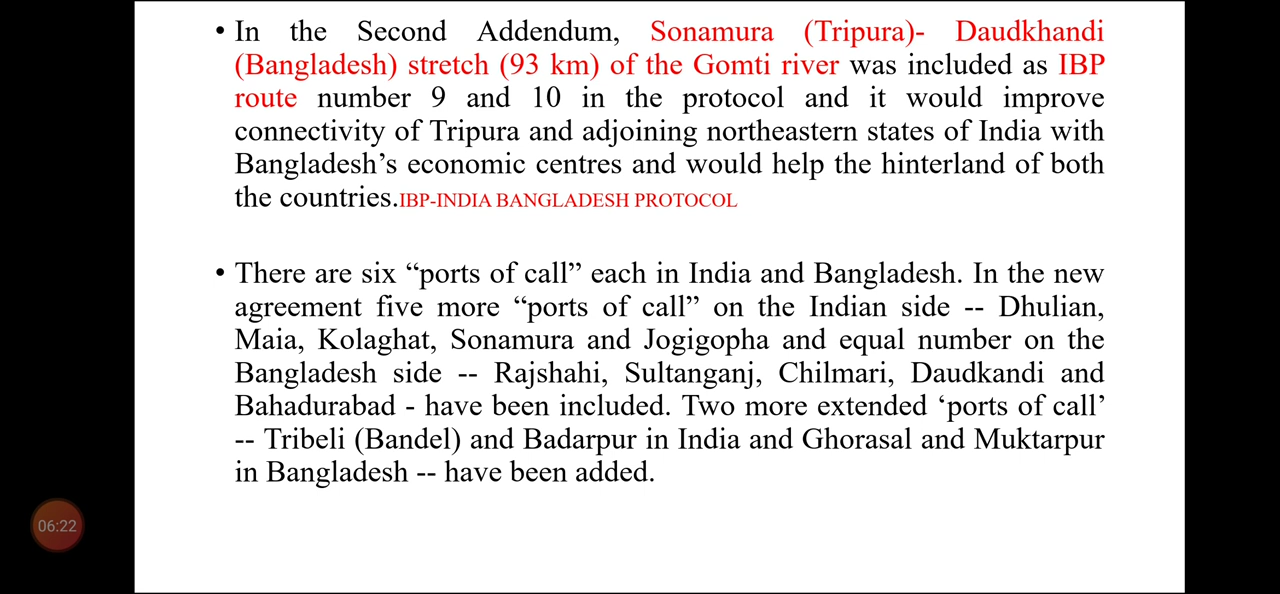 • In the Second Addendum, Sonamura (Tripura)- Daudkhandi
(Bangladesh) stretch (93 km) of the Gomti river was included as IBP
route number 9 and 10 in the protocol and it would improve
connectivity of Tripura and adjoining northeastern states of India with
Bangladesh’s economic centres and would help the hinterland of both
the countries.IBP-INDIA BANGLADESH PROTOCOL
• There are six “ports of call” each in India and Bangladesh. In the new
agreement five more “ports of call” on the Indian side -- Dhulian,
Maia, Kolaghat, Sonamura and Jogigopha and equal number on the
Bangladesh side -- Rajshahi, Sultanganj, Chilmari, Daudkandi and
Bahadurabad - have been included. Two more extended ‘ports of call’
-- Tribeli (Bandel) and Badarpur in India and Ghorasal and Muktarpur
in Bangladesh -- have been added.
06:22